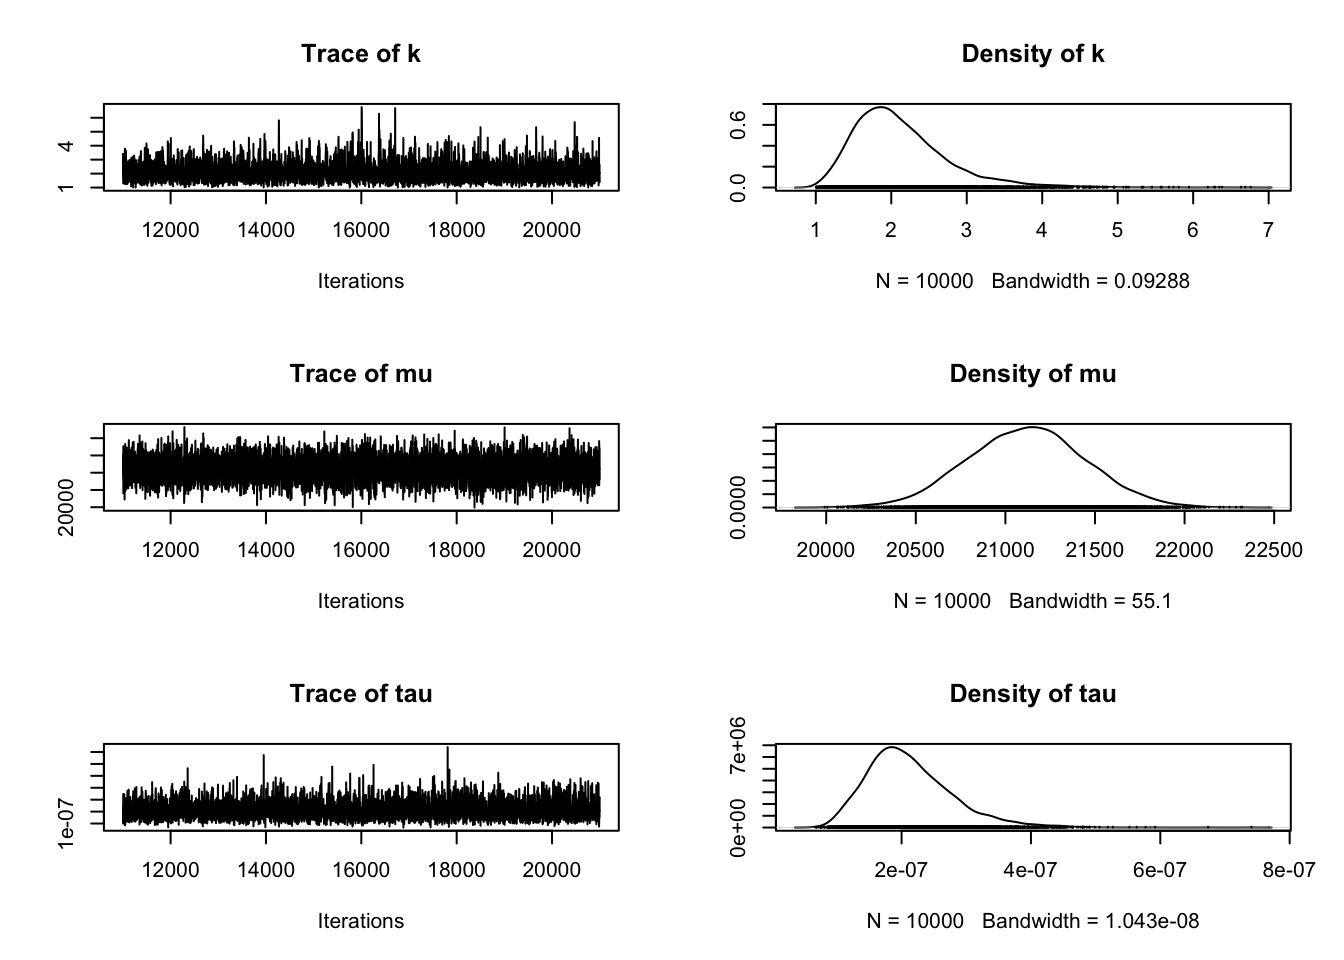 Trace of k
4
1
12000 14000 16000 18000 20000
Iterations
Density of k
0.6
0.0
1 2 3 4 5 6 7
N = 10000 Bandwidth = 0.09288
Trace of mu
20000
12000 14000 16000 18000 20000
Iterations
Density of mu
0.0000
20000 20500 21000 21500 22000 22500
N = 10000 Bandwidth = 55.1
Trace of tau
1e-07
12000 14000 16000 18000 20000
Iterations
Density of tau
7e+06
0e+00
2e-07 4e-07 6e-07 8e-07
N = 10000 Bandwidth = 1.043e-08